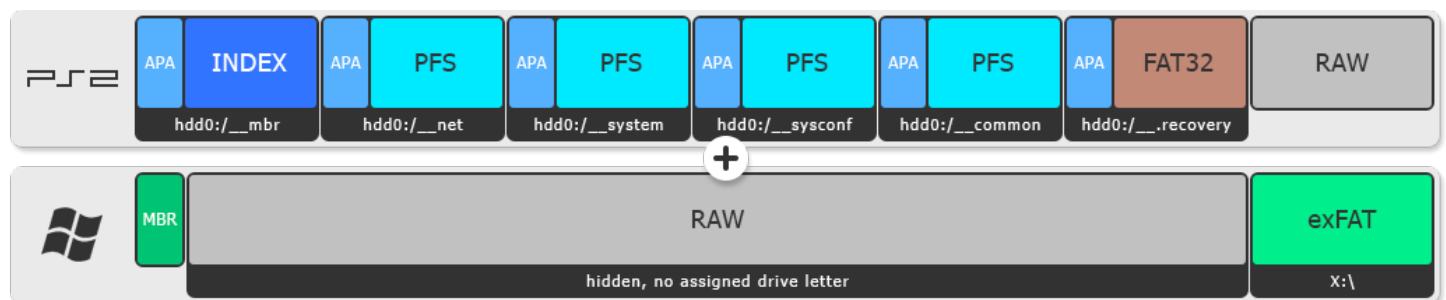 PS2
APA INDEX APA PFS APA PFS APA PFS APA PFS APA FAT32 RAW
hdd0:/__mbr hdd0:/__net hdd0:/__system hdd0:/__sysconf hdd0:/__common hdd0:/__.recovery
+
MBR RAW exFAT
hidden, no assigned drive letter X:\